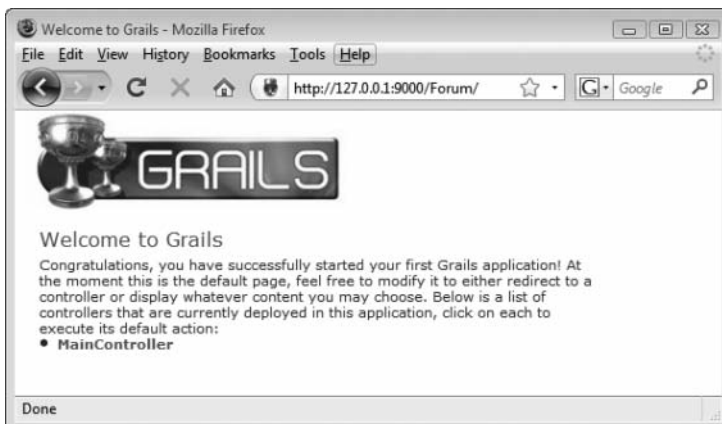 Welcome to Grails - Mozilla Firefox
File Edit View History Bookmarks Tools Help
http://127.0.0.1:9000/Forum/ G Google
GRAILS
Welcome to Grails
Congratulations, you have successfully started your first Grails application! At
the moment this is the default page, feel free to modify it to either redirect to a
controller or display whatever content you may choose. Below is a list of
controllers that are currently deployed in this application, click on each to
execute its default action:
• MainController
Done